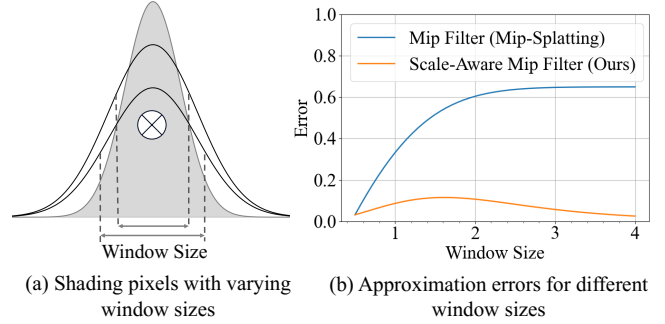 Window Size
(a) Shading pixels with varying
window sizes
1.0
0.8
0.6
0.4
0.2
0.0
Error
Mip Filter (Mip-Splatting)
Scale-Aware Mip Filter (Ours)
1
2
3
4
Window Size
(b) Approximation errors for different
window sizes